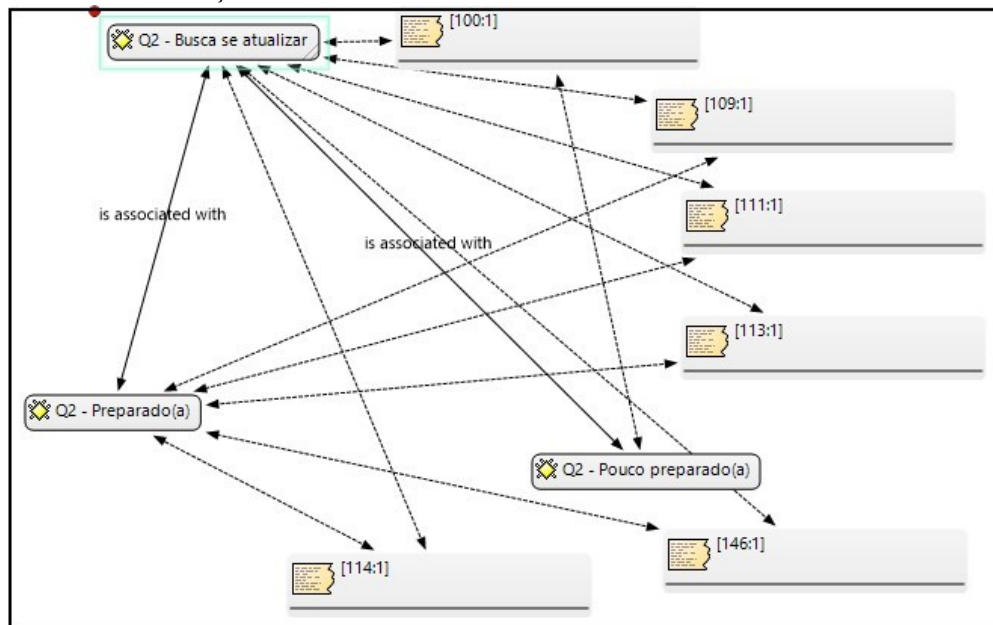 [100:1]
Q2 - Busca se atualizar
[109:1]
[111:1]
is associated with
is associated with
[113:1]
Q2 - Preparado(a)
Q2 - Pouco preparado(a)
[146:1]
[114:1]